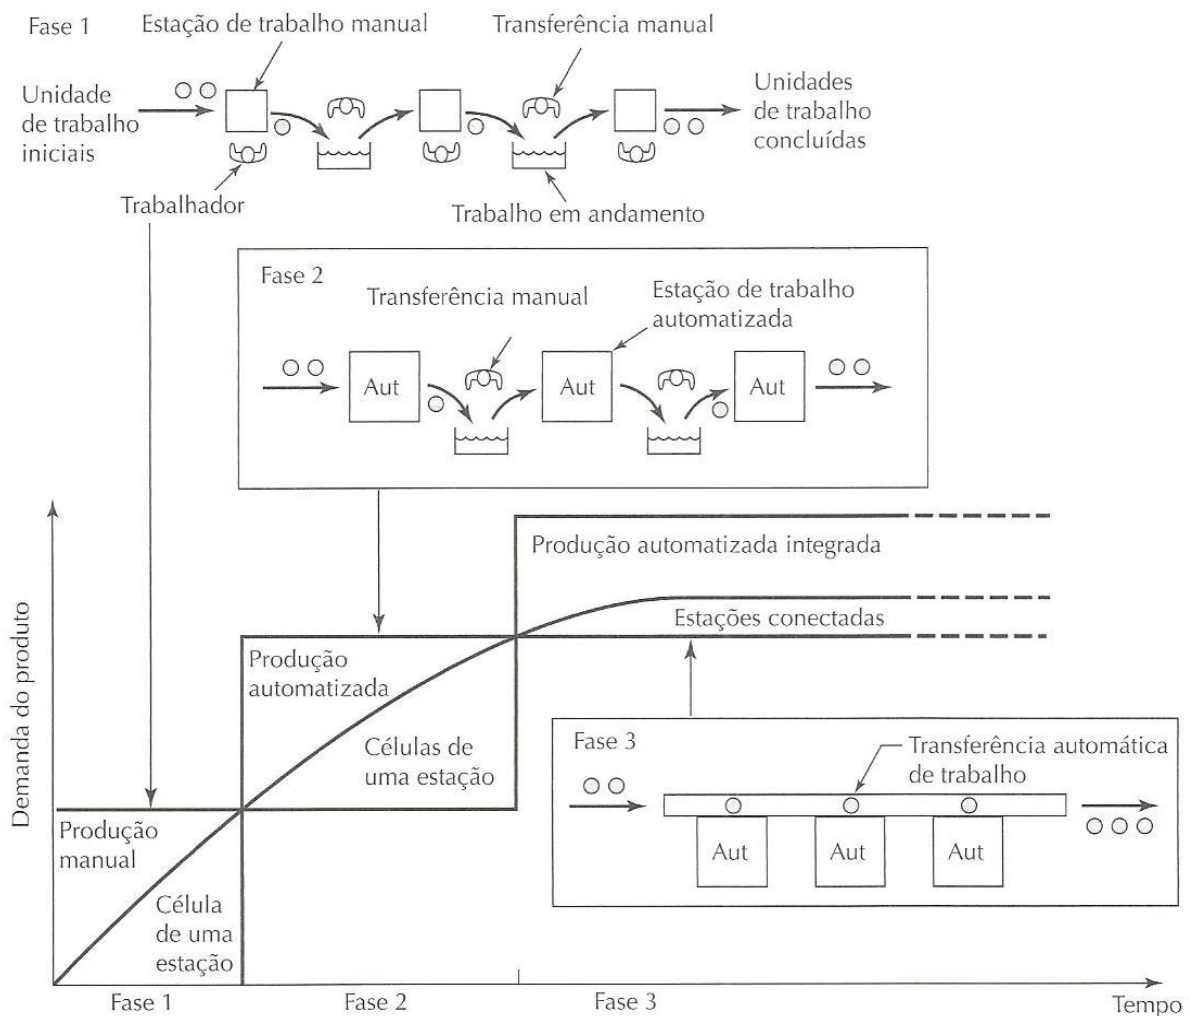 Fase 1
Estação de trabalho manual
Transferência manual
Unidade
de trabalho
iniciais
Unidades
de trabalho
concluídas
Trabalhador
Trabalho em andamento
Fase 2
Transferência manual
Estação de trabalho
automatizada
Aut
Aut
Aut
Demanda do produto
Produção automatizada integrada
Estações conectadas
Produção
automatizada
Células de
uma estação
Fase 3
Transferência automática
de trabalho
Aut
Aut
Aut
Produção
manual
Célula
de uma
estação
Fase 1
Fase 2
Fase 3
Tempo